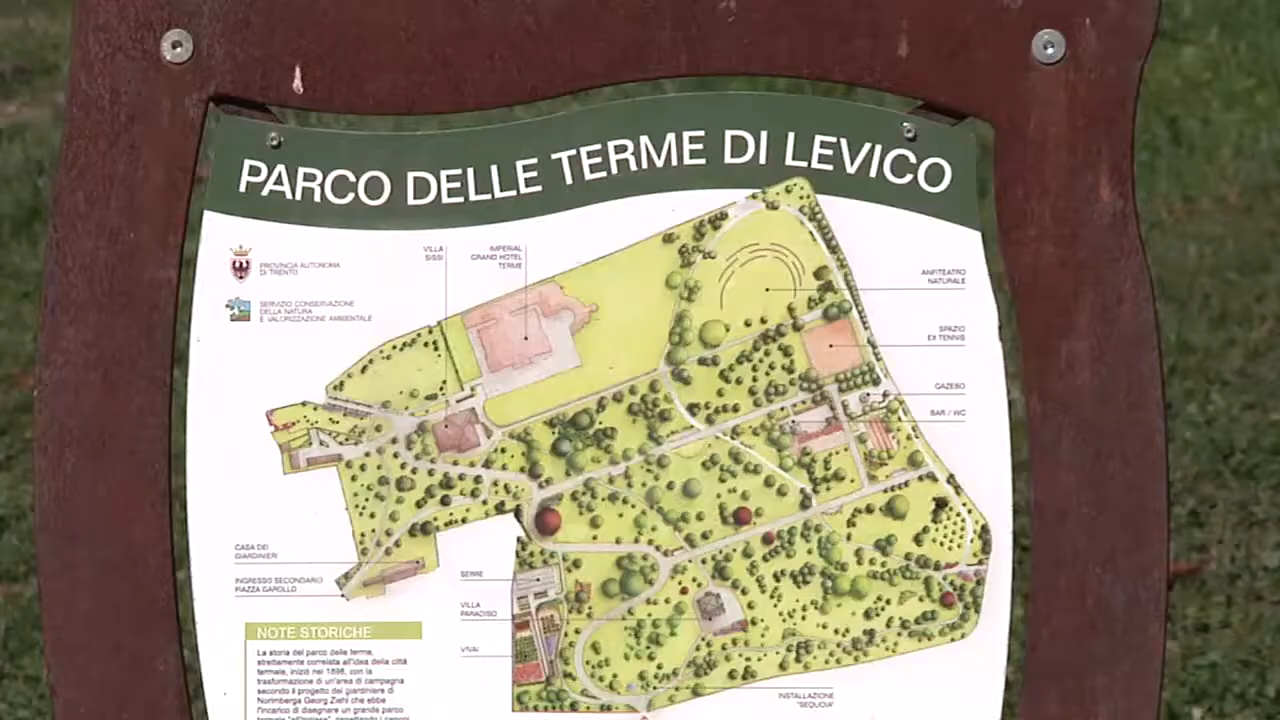 PARCO DELLE TERME DI LEVICO
PROVINCIA AUTONOMA
DI TRENTO
SERVIZIO CONSERVAZIONE
DELLA NATURA
E VALORIZZAZIONE AMBIENTALE
VILLA
SISSI
IMPERIAL
GRAND HOTEL
TERME
ANFITEATRO
NATURALE
SPAZIO
EX TENNIS
GAZEBO
BAR / WC
CASA DEI
GIARDINIERI
INGRESSO SECONDARIO
PIAZZA GAROLLO
SERRE
VILLA
PARADISO
VIVAI
INSTALLAZIONE
"SEQUOIA"
NOTE STORICHE
La storia del parco delle terme,
strettamente correlata all'idea della città
termale, iniziò nel 1898, con la
trasformazione di un'area di campagna
secondo il progetto del giardiniere di
Norimberga Georg Ziehl che ebbe
l'incarico di disegnare un grande parco